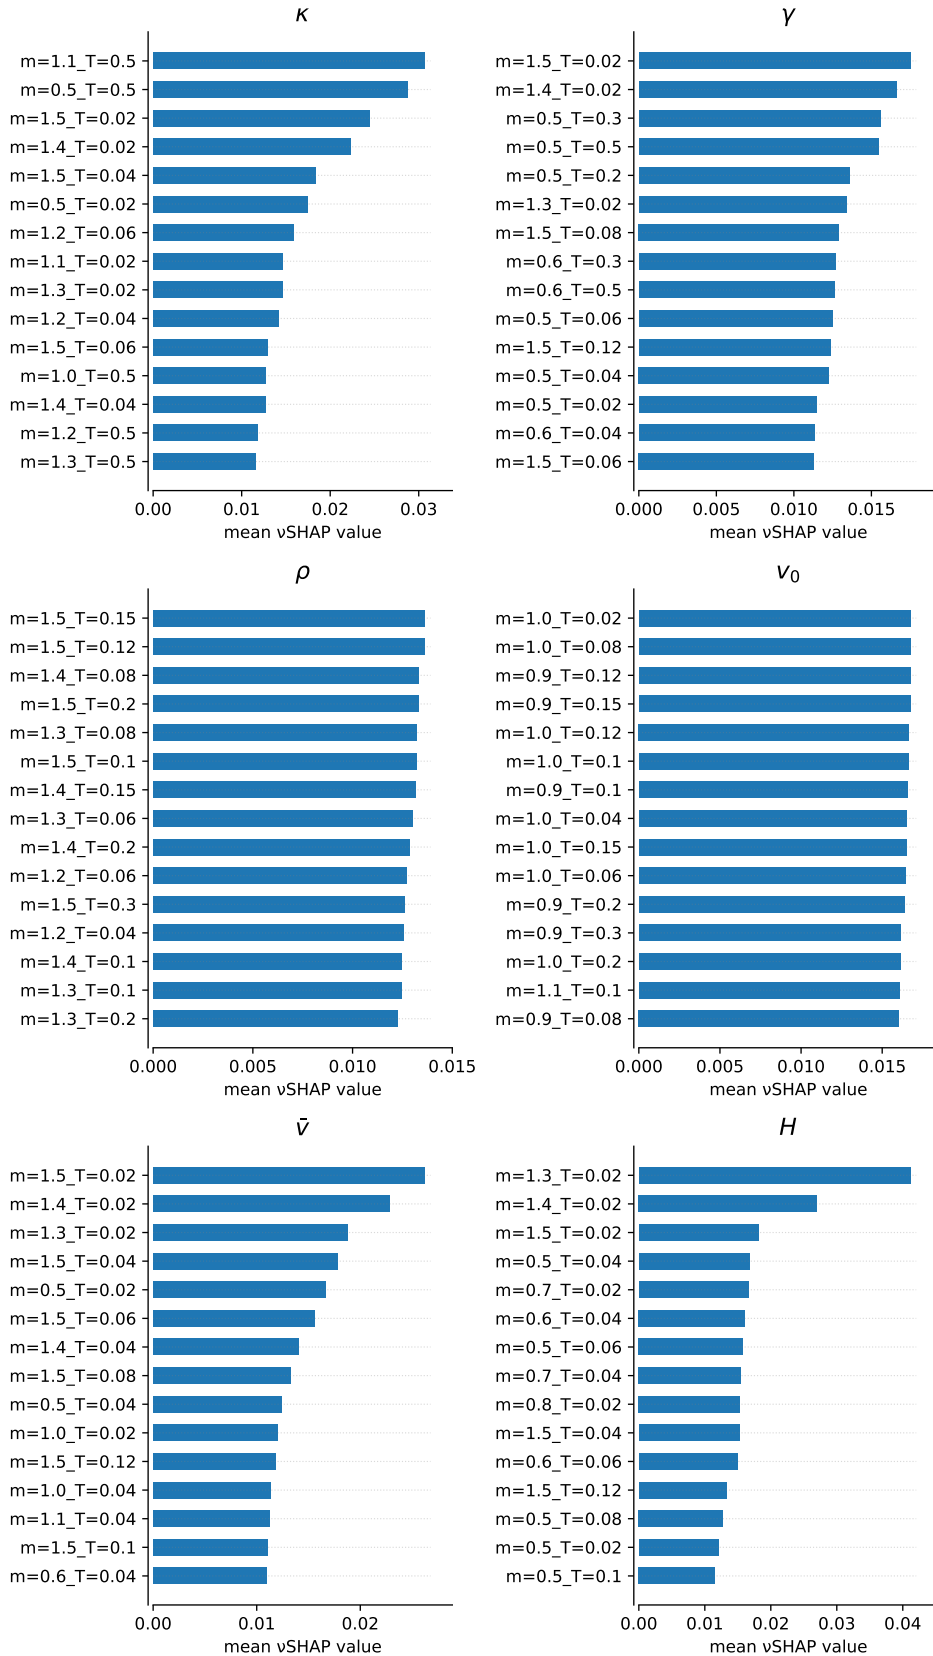 κ
m=1.1_T=0.5
m=0.5_T=0.5
m=1.5_T=0.02
m=1.4_T=0.02
m=1.5_T=0.04
m=0.5_T=0.02
m=1.2_T=0.06
m=1.1_T=0.02
m=1.3_T=0.02
m=1.2_T=0.04
m=1.5_T=0.06
m=1.0_T=0.5
m=1.4_T=0.04
m=1.2_T=0.5
m=1.3_T=0.5
0.00 0.01 0.02 0.03
mean νSHAP value
γ
m=1.5_T=0.02
m=1.4_T=0.02
m=0.5_T=0.3
m=0.5_T=0.5
m=0.5_T=0.2
m=1.3_T=0.02
m=1.5_T=0.08
m=0.6_T=0.3
m=0.6_T=0.5
m=0.5_T=0.06
m=1.5_T=0.12
m=0.5_T=0.04
m=0.5_T=0.02
m=0.6_T=0.04
m=1.5_T=0.06
0.000 0.005 0.010 0.015
mean νSHAP value
ρ
m=1.5_T=0.15
m=1.5_T=0.12
m=1.4_T=0.08
m=1.5_T=0.2
m=1.3_T=0.08
m=1.5_T=0.1
m=1.4_T=0.15
m=1.3_T=0.06
m=1.4_T=0.2
m=1.2_T=0.06
m=1.5_T=0.3
m=1.2_T=0.04
m=1.4_T=0.1
m=1.3_T=0.1
m=1.3_T=0.2
0.000 0.005 0.010 0.015
mean νSHAP value
v₀
m=1.0_T=0.02
m=1.0_T=0.08
m=0.9_T=0.12
m=0.9_T=0.15
m=1.0_T=0.12
m=1.0_T=0.1
m=0.9_T=0.1
m=1.0_T=0.04
m=1.0_T=0.15
m=1.0_T=0.06
m=0.9_T=0.2
m=0.9_T=0.3
m=1.0_T=0.2
m=1.1_T=0.1
m=0.9_T=0.08
0.000 0.005 0.010 0.015
mean νSHAP value
v̄
m=1.5_T=0.02
m=1.4_T=0.02
m=1.3_T=0.02
m=1.5_T=0.04
m=0.5_T=0.02
m=1.5_T=0.06
m=1.4_T=0.04
m=1.5_T=0.08
m=0.5_T=0.04
m=1.0_T=0.02
m=1.5_T=0.12
m=1.0_T=0.04
m=1.1_T=0.04
m=1.5_T=0.1
m=0.6_T=0.04
0.00 0.01 0.02
mean νSHAP value
H
m=1.3_T=0.02
m=1.4_T=0.02
m=1.5_T=0.02
m=0.5_T=0.04
m=0.7_T=0.02
m=0.6_T=0.04
m=0.5_T=0.06
m=0.7_T=0.04
m=0.8_T=0.02
m=1.5_T=0.04
m=0.6_T=0.06
m=1.5_T=0.12
m=0.5_T=0.08
m=0.5_T=0.02
m=0.5_T=0.1
0.00 0.01 0.02 0.03 0.04
mean νSHAP value